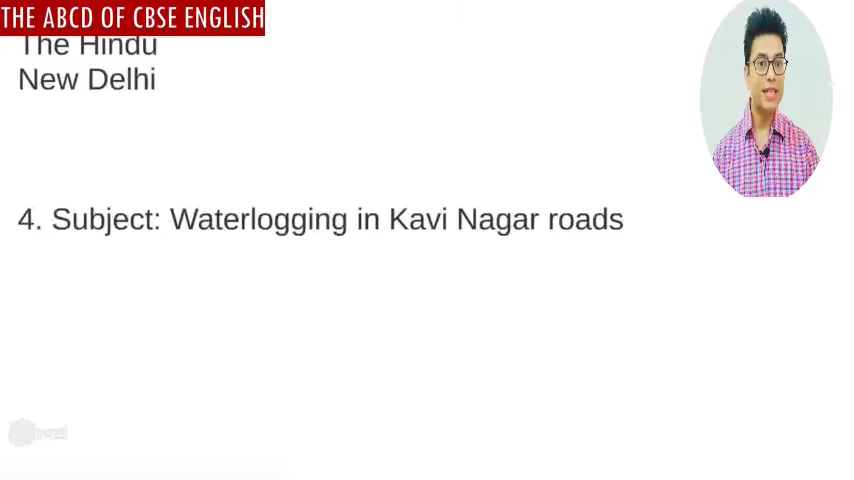 THE ABCD OF CBSE ENGLISH
The Hindu
New Delhi
4. Subject: Waterlogging in Kavi Nagar roads